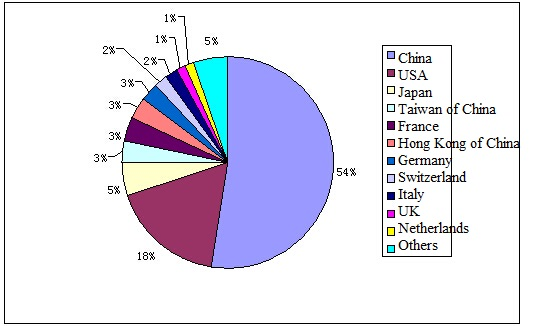 1%
1%
5%
2%
2%
3%
3%
3%
3%
5%
18%
54%
China
USA
Japan
Taiwan of China
France
Hong Kong of China
Germany
Switzerland
Italy
UK
Netherlands
Others